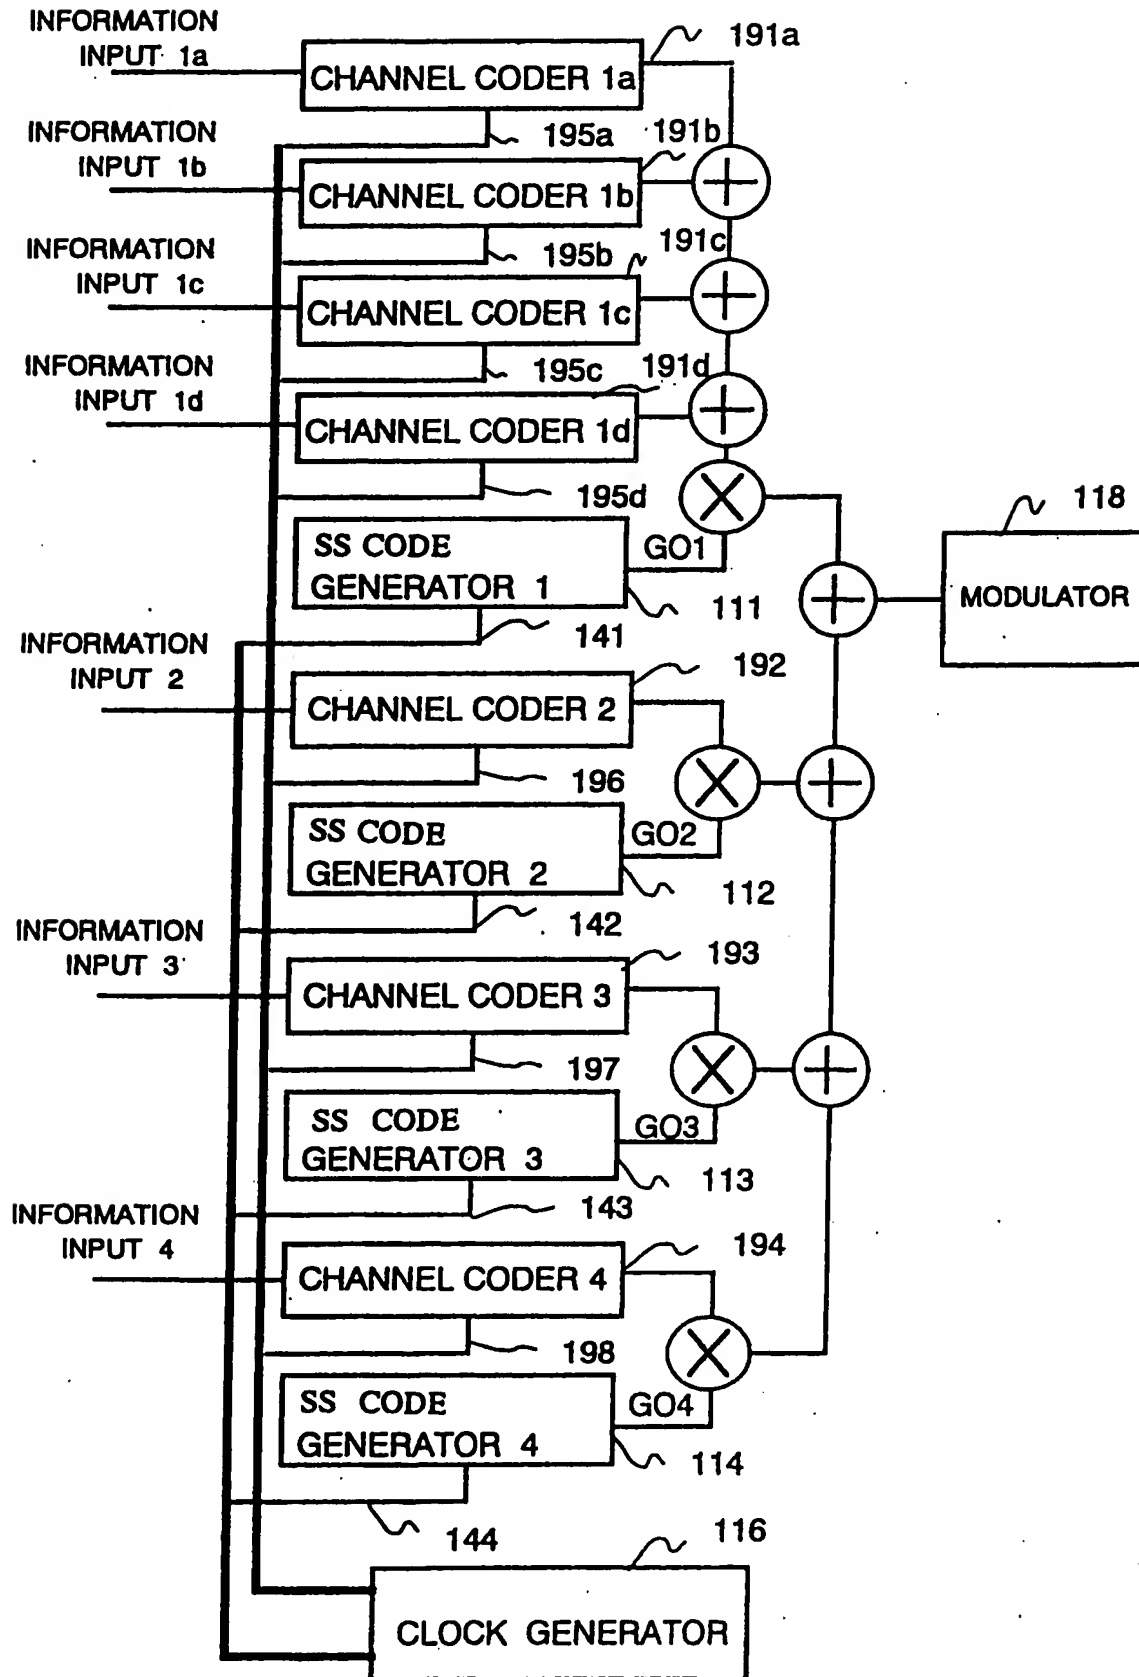 INFORMATION
INPUT 1a
CHANNEL CODER 1a
191a
195a
INFORMATION
INPUT 1b
CHANNEL CODER 1b
191b
195b
INFORMATION
INPUT 1c
CHANNEL CODER 1c
191c
195c
INFORMATION
INPUT 1d
CHANNEL CODER 1d
191d
195d
SS CODE
GENERATOR 1
GO1
111
141
118
MODULATOR
INFORMATION
INPUT 2
CHANNEL CODER 2
192
196
SS CODE
GENERATOR 2
GO2
112
142
INFORMATION
INPUT 3
CHANNEL CODER 3
193
197
SS CODE
GENERATOR 3
GO3
113
143
INFORMATION
INPUT 4
CHANNEL CODER 4
194
198
SS CODE
GENERATOR 4
GO4
114
144
116
CLOCK GENERATOR